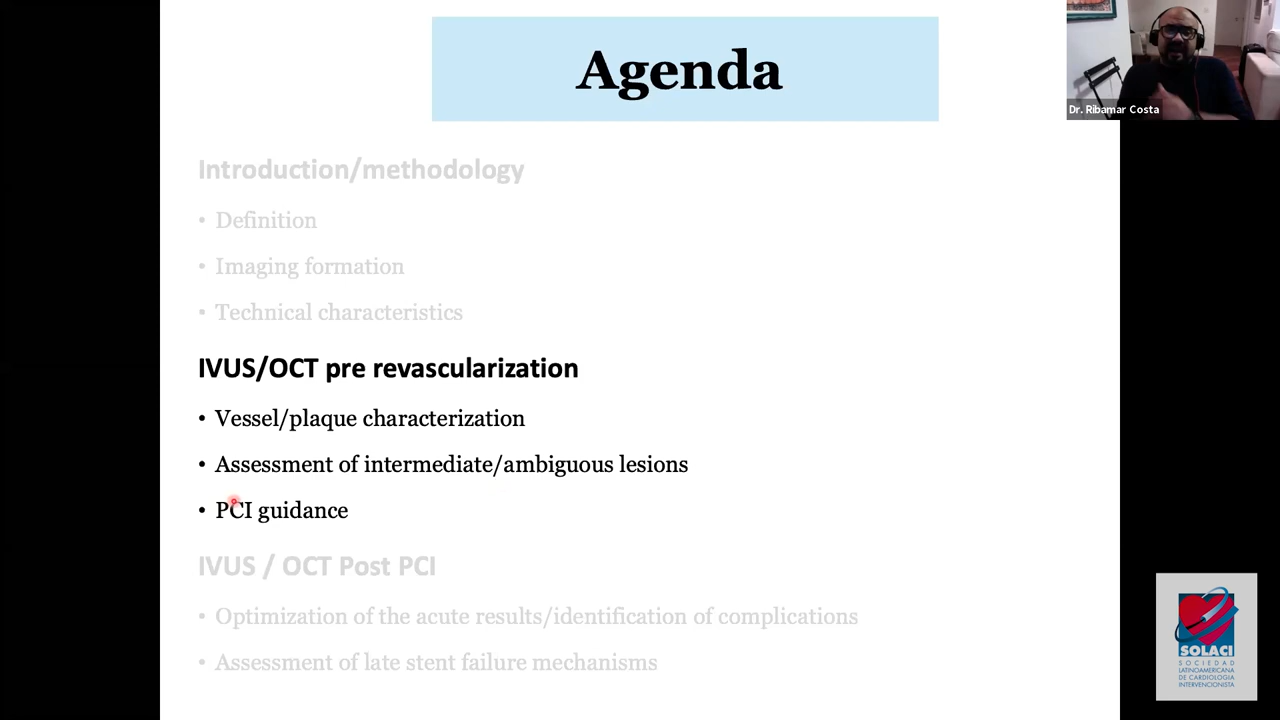 Agenda
Dr. Ribamar Costa
Introduction/methodology
• Definition
• Imaging formation
• Technical characteristics
IVUS/OCT pre revascularization
• Vessel/plaque characterization
• Assessment of intermediate/ambiguous lesions
• PCI guidance
IVUS / OCT Post PCI
• Optimization of the acute results/identification of complications
• Assessment of late stent failure mechanisms
SOLACI
SOCIEDAD
LATINOAMERICANA
DE CARDIOLOGIA
INTERVENCIONISTA